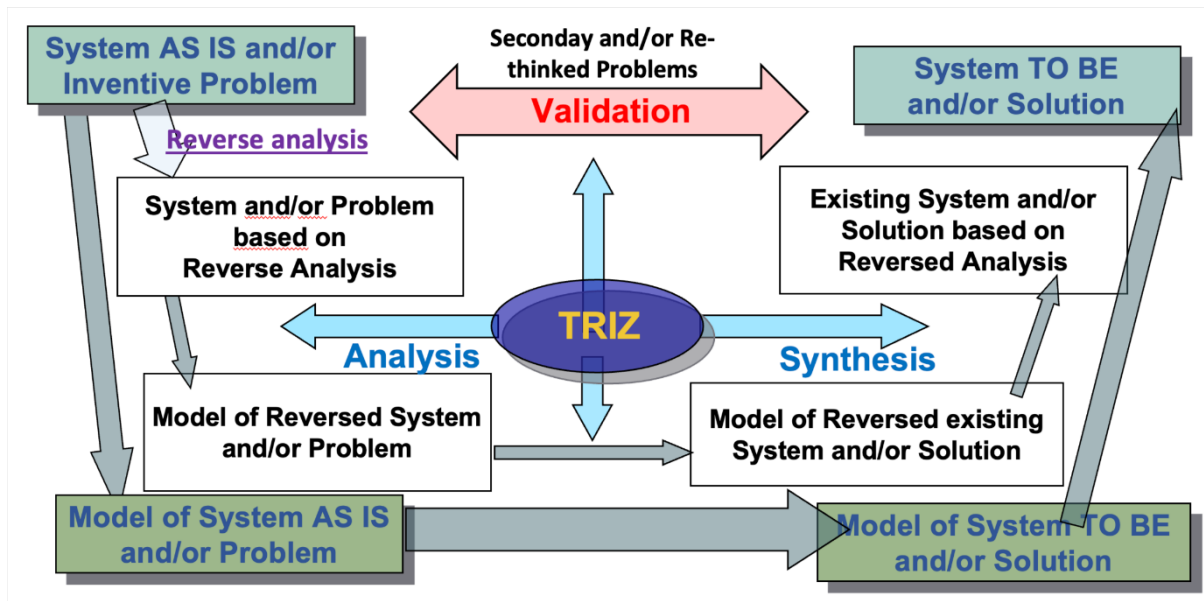 System AS IS and/or
Inventive Problem
Seconday and/or Re-
thinked Problems
Validation
System TO BE
and/or Solution
Reverse analysis
System and/or Problem
based on
Reverse Analysis
Existing System and/or
Solution based on
Reversed Analysis
TRIZ
Analysis
Synthesis
Model of Reversed System
and/or Problem
Model of Reversed existing
System and/or Solution
Model of System AS IS
and/or Problem
Model of System TO BE
and/or Solution